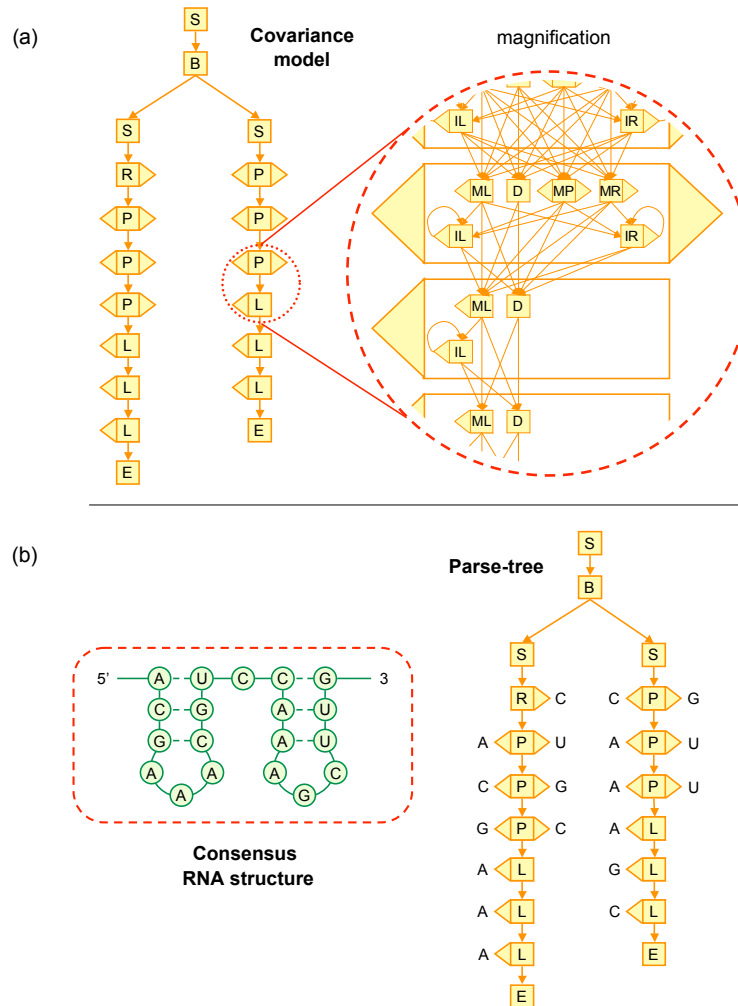 (a)
Covariance
model
magnification
S
B
S S
R P
P P
P P
P L
L L
L L
L E
E
IL IR
ML D MP MR
IL IR
ML D
IL
ML D
(b)
Parse-tree
S
B
S S
5' A U C C G 3
C G A U
G C A U
A A A C
A G
Consensus
RNA structure
R C C P G
A P U A P U
C P G A P U
G P C A L
A L G L
A L C L
A L E
E